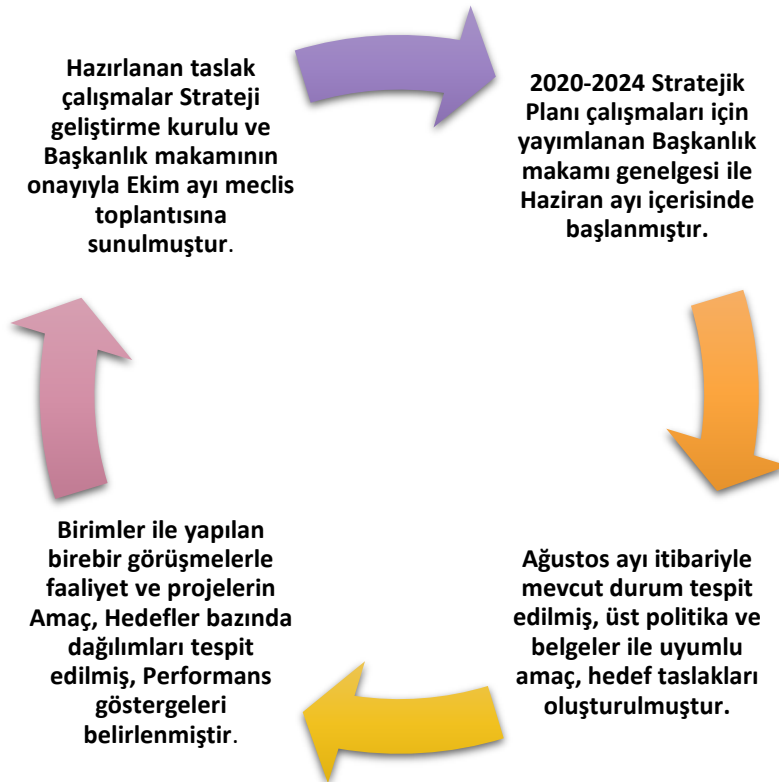 Hazırlanan taslak
çalışmalar Strateji
geliştirme kurulu ve
Başkanlık makamının
onayıyla Ekim ayı meclis
toplantısına
sunulmuştur.
2020-2024 Stratejik
Planı çalışmaları için
yayımlanan Başkanlık
makamı genelgesi ile
Haziran ayı içerisinde
başlanmıştır.
Ağustos ayı itibariyle
mevcut durum tespit
edilmiş, üst politika ve
belgeler ile uyumlu
amaç, hedef taslakları
oluşturulmuştur.
Birimler ile yapılan
birebir görüşmelerle
faaliyet ve projelerin
Amaç, Hedefler bazında
dağılımları tespit
edilmiş, Performans
göstergeleri
belirlenmiştir.